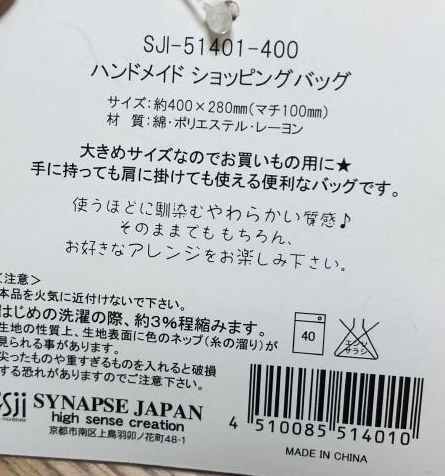 SJI-51401-400
ハンドメイド ショッピングバッグ
サイズ:約400×280mm(マチ100mm)
材 質:綿・ポリエステル・レーヨン
大きめサイズなのでお買いもの用に★
手に持っても肩に掛けても使える便利なバッグです。
使うほどに馴染むやわらかい質感♪
そのままでももちろん、
お好きなアレンジをお楽しみ下さい。
<注意>
本品を火気に近付けないで下さい。
はじめの洗濯の際、約3%程縮みます。
生地の性質上、生地表面に色のネップ(糸の溜り)が
見られる事があります。
尖ったものや重すぎるものを入れると破損
する恐れがありますのでご注意下さい。
40
エンソ
サラシ
sji
SYNAPSE JAPAN
high sense creation
京都市南区上鳥羽卯ノ花町48-1
4 510085 514010
MADE IN CHINA